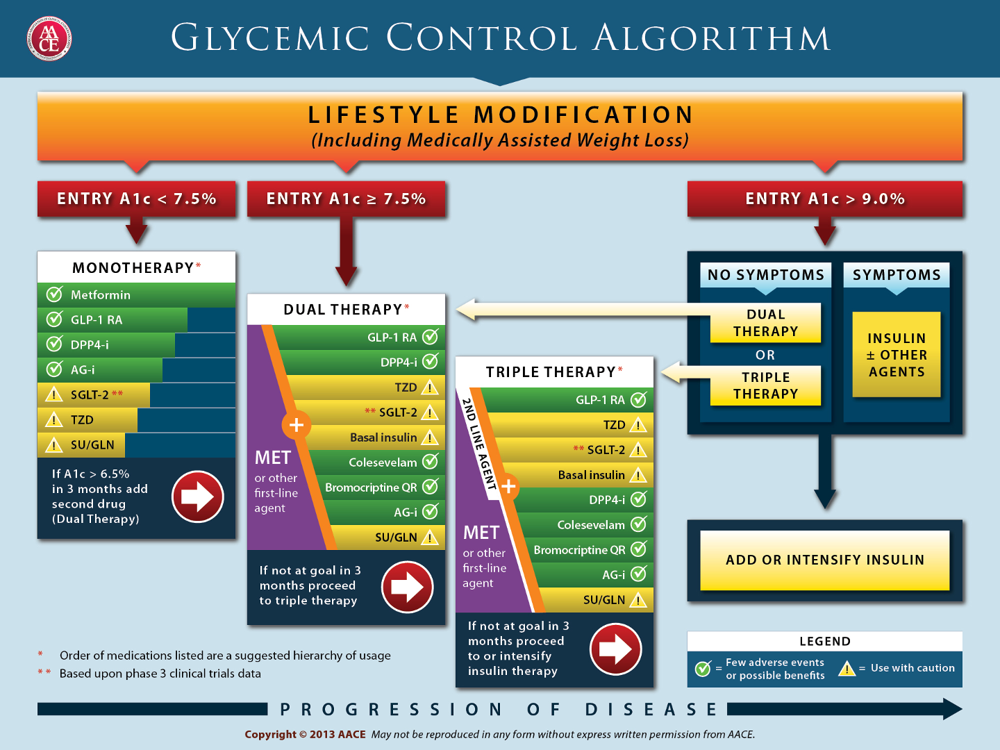 AACE
GLYCEMIC CONTROL ALGORITHM
LIFESTYLE MODIFICATION
(Including Medically Assisted Weight Loss)
ENTRY A1c < 7.5%
ENTRY A1c ≥ 7.5%
ENTRY A1c > 9.0%
MONOTHERAPY*
Metformin
GLP-1 RA
DPP4-i
AG-i
SGLT-2 **
TZD
SU/GLN
If A1c > 6.5%
in 3 months add
second drug
(Dual Therapy)
DUAL THERAPY*
GLP-1 RA
DPP4-i
TZD
** SGLT-2
Basal insulin
Colesevelam
Bromocriptine QR
AG-i
SU/GLN
+
MET
or other
first-line
agent
If not at goal in 3
months proceed
to triple therapy
TRIPLE THERAPY*
GLP-1 RA
TZD
** SGLT-2
Basal insulin
DPP4-i
Colesevelam
Bromocriptine QR
AG-i
SU/GLN
2ND LINE AGENT
+
MET
or other
first-line
agent
If not at goal in 3
months proceed
to or intensify
insulin therapy
NO SYMPTOMS
DUAL
THERAPY
OR
TRIPLE
THERAPY
SYMPTOMS
INSULIN
± OTHER
AGENTS
ADD OR INTENSIFY INSULIN
LEGEND
= Few adverse events
or possible benefits
= Use with caution
* Order of medications listed are a suggested hierarchy of usage
** Based upon phase 3 clinical trials data
PROGRESSION OF DISEASE
Copyright © 2013 AACE May not be reproduced in any form without express written permission from AACE.